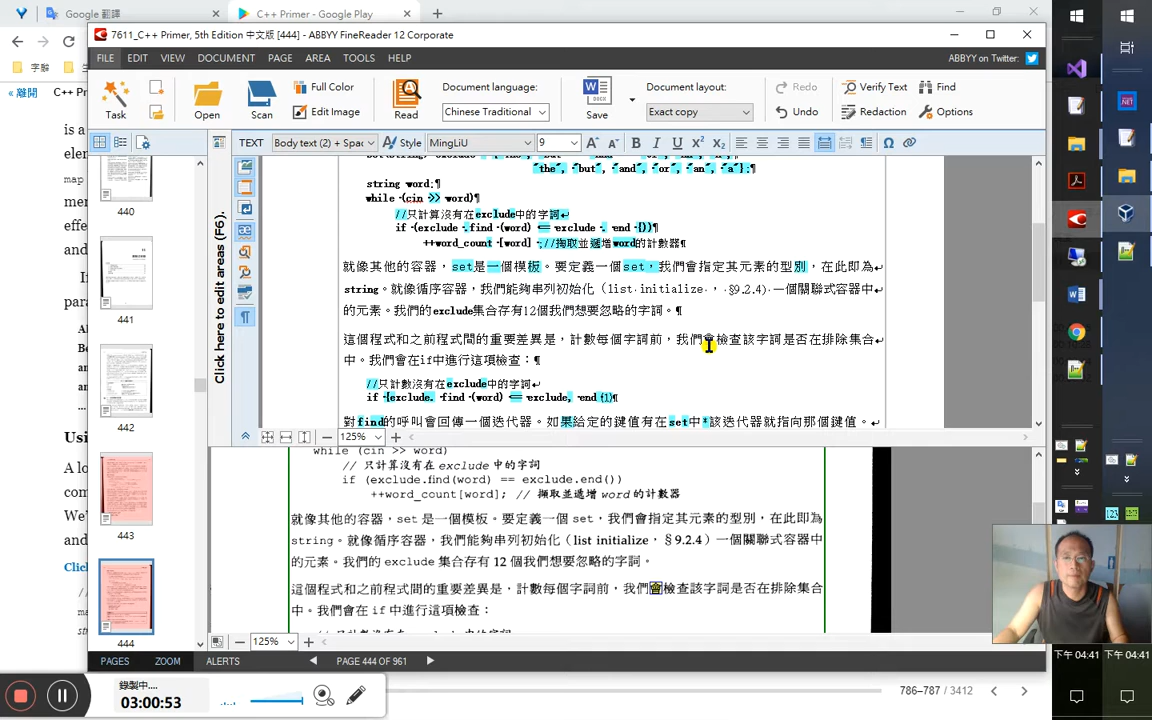 Google 翻譯
C++ Primer - Google Play
7611_C++ Primer, 5th Edition 中文版 [444] - ABBYY FineReader 12 Corporate
FILE EDIT VIEW DOCUMENT PAGE AREA TOOLS HELP
ABBYY on Twitter:
字齡
« 離開
C++ Pr
Task
Open
Scan
Full Color
Edit Image
Read
Document language:
Chinese Traditional
Save
Document layout:
Exact copy
Redo
Undo
Verify Text
Find
Redaction
Options
TEXT
Body text (2) + Spac
Style
MingLiU
9
440
441
442
443
444
Click here to edit areas (F6).
"the", "but", "and", "or", "an", "a"};¶
string word;¶
while (cin >> word)¶
//只計算沒有在exclude中的字詞
if (exclude .find (word) == exclude . end {})¶
++word_count [word] ;//擷取並遞增word的計數器¶
就像其他的容器，set是一個模板。要定義一個set，我們會指定其元素的型別，在此即為
string。就像循序容器，我們能夠串列初始化（list initialize ，§9.2.4）一個關聯式容器中
的元素。我們的exclude集合存有12個我們想要忽略的字詞。¶
這個程式和之前程式間的重要差異是，計數每個字詞前，我們會檢查該字詞是否在排除集合
中。我們會在if中進行這項檢查：¶
//只計數沒有在exclude中的字詞
if [exclude. find (word) == exclude, end (1)¶
對find的呼叫會回傳一個迭代器。如果給定的鍵值有在set中*該迭代器就指向那個鍵值。
125%
while (cin >> word)
// 只計算沒有在 exclude 中的字詞
if (exclude.find(word) == exclude.end())
++word_count[word]; // 擷取並遞增 word 的計數器
就像其他的容器，set 是一個模板。要定義一個 set，我們會指定其元素的型別，在此即為
string。就像循序容器，我們能夠串列初始化（list initialize，§9.2.4）一個關聯式容器中
的元素。我們的 exclude 集合存有 12 個我們想要忽略的字詞。
這個程式和之前程式間的重要差異是，計數每個字詞前，我們會檢查該字詞是否在排除集合
中。我們會在 if 中進行這項檢查：
125%
PAGES ZOOM ALERTS
PAGE 444 OF 961
is a
elem
map
mem
effe
and
I
para
Al
Be
...
Usin
A lo
com
We'
and
Click
錄製中....
03:00:53
786–787 / 3412
下午 04:41
下午 04:41